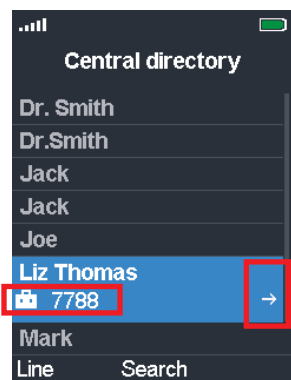 Central directory
Dr. Smith
Dr.Smith
Jack
Jack
Joe
Liz Thomas
7788 →
Mark
Line Search